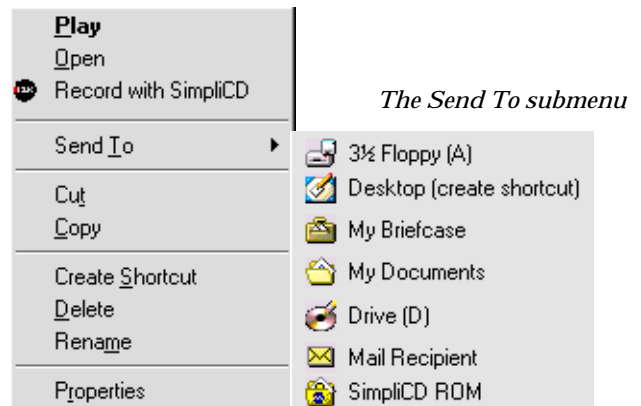 Play
Open
Record with SimpliCD
Send To
Cut
Copy
Create Shortcut
Delete
Rename
Properties
The Send To submenu
3½ Floppy (A)
Desktop (create shortcut)
My Briefcase
My Documents
Drive (D)
Mail Recipient
SimpliCD ROM